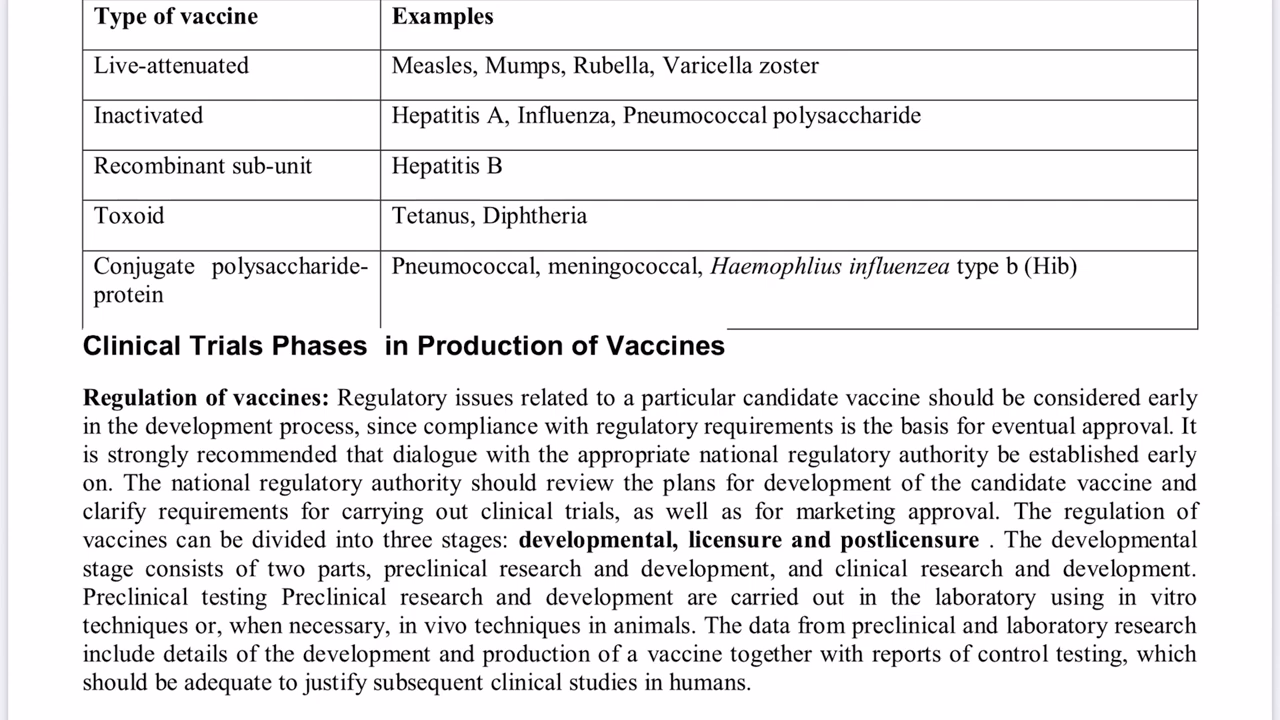 Type of vaccine Examples
Live-attenuated Measles, Mumps, Rubella, Varicella zoster
Inactivated Hepatitis A, Influenza, Pneumococcal polysaccharide
Recombinant sub-unit Hepatitis B
Toxoid Tetanus, Diphtheria
Conjugate polysaccharide- Pneumococcal, meningococcal, Haemophlius influenzea type b (Hib)
protein
Clinical Trials Phases in Production of Vaccines
Regulation of vaccines: Regulatory issues related to a particular candidate vaccine should be considered early
in the development process, since compliance with regulatory requirements is the basis for eventual approval. It
is strongly recommended that dialogue with the appropriate national regulatory authority be established early
on. The national regulatory authority should review the plans for development of the candidate vaccine and
clarify requirements for carrying out clinical trials, as well as for marketing approval. The regulation of
vaccines can be divided into three stages: developmental, licensure and postlicensure . The developmental
stage consists of two parts, preclinical research and development, and clinical research and development.
Preclinical testing Preclinical research and development are carried out in the laboratory using in vitro
techniques or, when necessary, in vivo techniques in animals. The data from preclinical and laboratory research
include details of the development and production of a vaccine together with reports of control testing, which
should be adequate to justify subsequent clinical studies in humans.